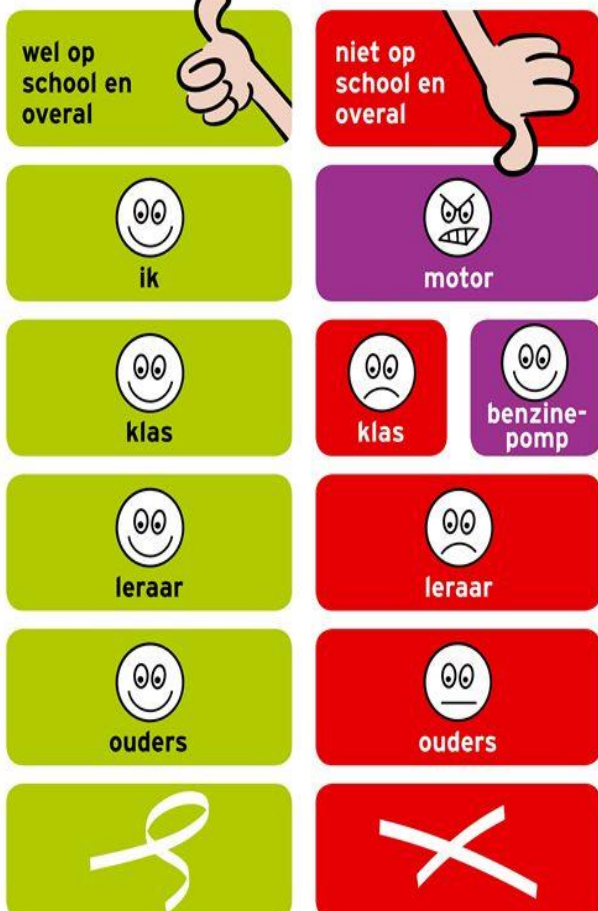 wel op
school en
overal
niet op
school en
overal
ik
motor
klas
klas
benzine-
pomp
leraar
leraar
ouders
ouders